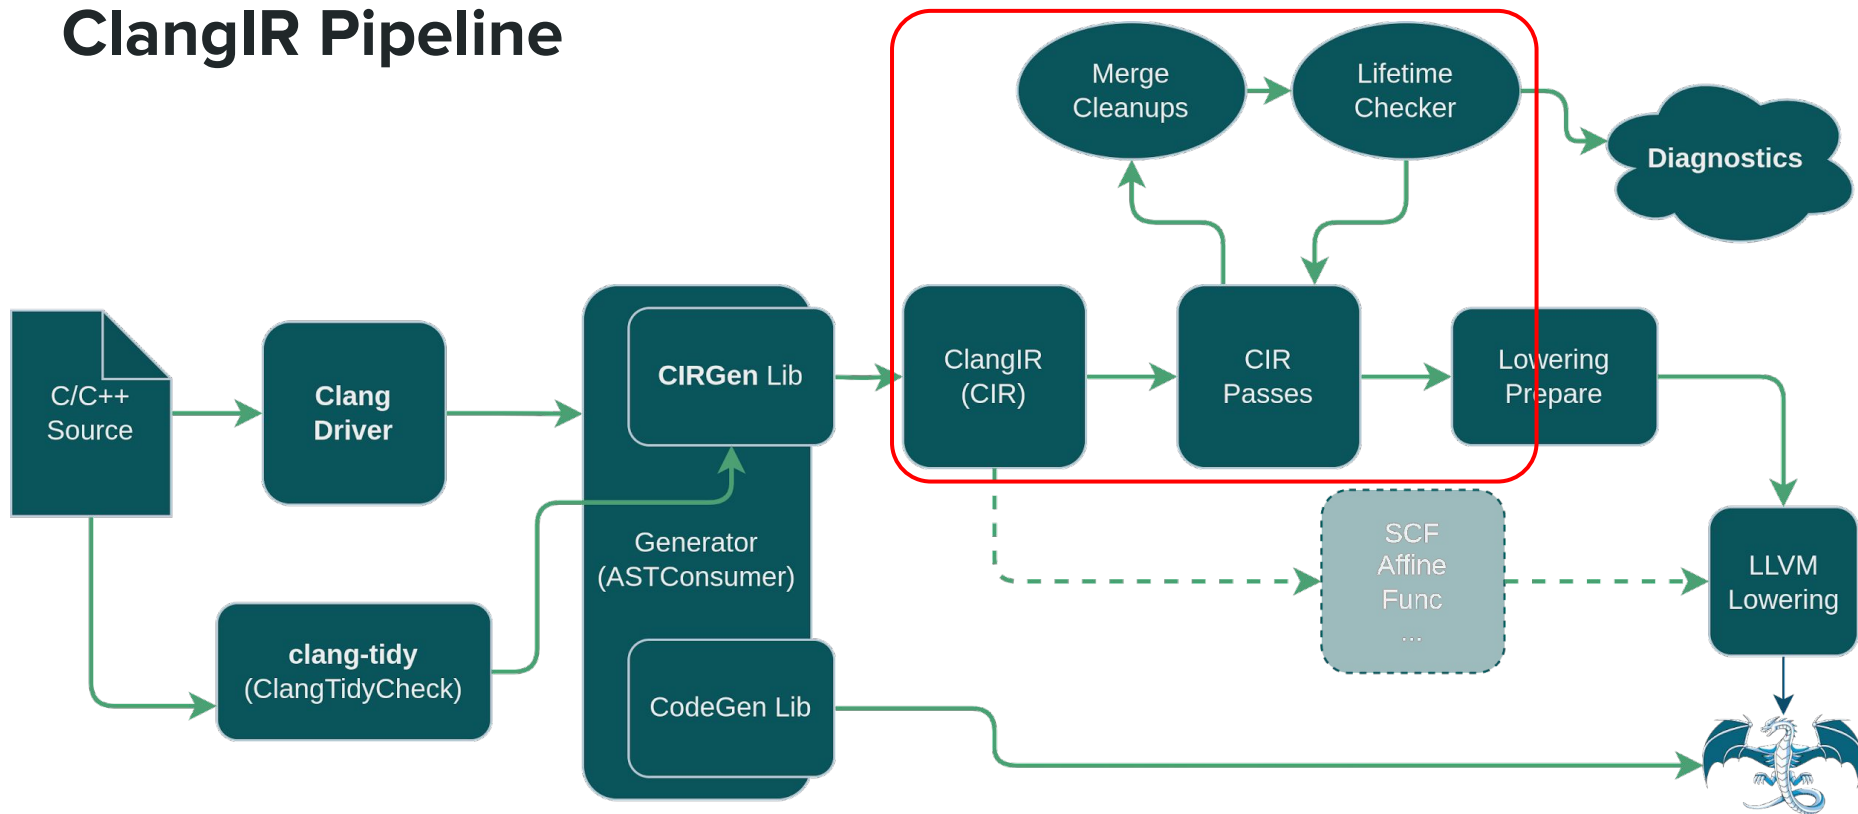 ClangIR Pipeline
Merge
Cleanups
Lifetime
Checker
Diagnostics
C/C++
Source
Clang
Driver
CIRGen Lib
ClangIR
(CIR)
CIR
Passes
Lowering
Prepare
Generator
(ASTConsumer)
SCF
Affine
Func
...
LLVM
Lowering
clang-tidy
(ClangTidyCheck)
CodeGen Lib